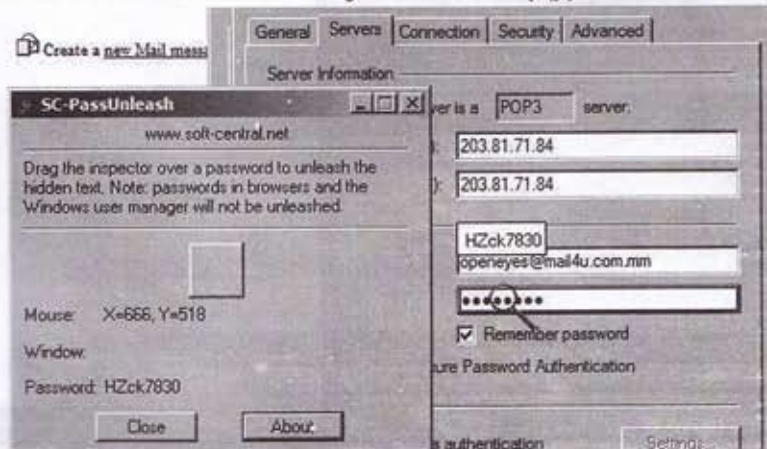 Create a new Mail messa
General Servers Connection Security Advanced
Server Information
ver is a POP3 server.
): 203.81.71.84
): 203.81.71.84
HZck7830
openeyes@mail4u.com.mm
Remember password
ure Password Authentication
s authentication Settings...
SC-PassUnleash
www.soft-central.net
Drag the inspector over a password to unleash the
hidden text. Note: passwords in browsers and the
Windows user manager will not be unleashed.
Mouse: X=666, Y=518
Window:
Password: HZck7830
Close About